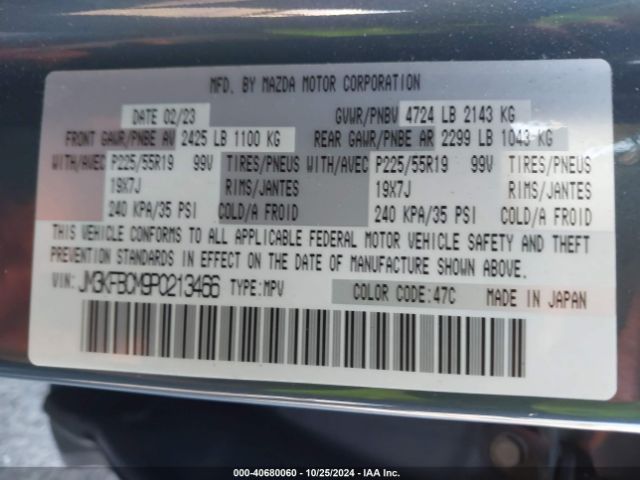 MFD. BY MAZDA MOTOR CORPORATION
DATE 02/23 GVWR/PNBV 4724 LB 2143 KG
FRONT GAWR/PNBE AV 2425 LB 1100 KG REAR GAWR/PNBE AR 2299 LB 1043 KG
WITH/AVEC P225/55R19 99V TIRES/PNEUS WITH/AVEC P225/55R19 99V TIRES/PNEUS
19X7J RIMS/JANTES 19X7J RIMS/JANTES
240 KPA/35 PSI COLD/A FROID 240 KPA/35 PSI COLD/A FROID
THIS VEHICLE CONFORMS TO ALL APPLICABLE FEDERAL MOTOR VEHICLE SAFETY AND THEFT
PREVENTION STANDARDS IN EFFECT ON THE DATE OF MANUFACTURE SHOWN ABOVE.
VIN: JM3KFBCM9P0213466 TYPE:MPV COLOR CODE:47C MADE IN JAPAN
000-40680060 - 10/25/2024 - IAA Inc.